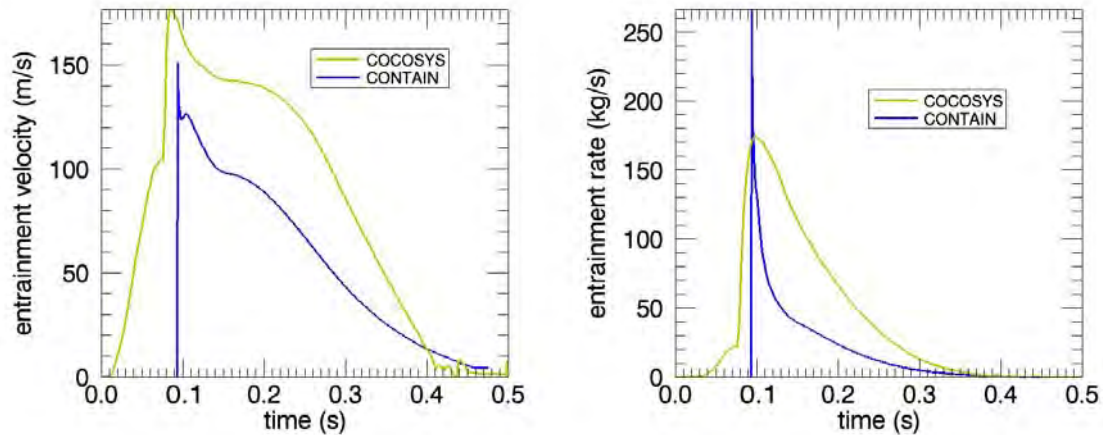 entrainment velocity (m/s)
150
100
50
0
COCOSYS
CONTAIN
0.0 0.1 0.2 0.3 0.4 0.5
time (s)
entrainment rate (kg/s)
250
200
150
100
50
0
COCOSYS
CONTAIN
0.0 0.1 0.2 0.3 0.4 0.5
time (s)